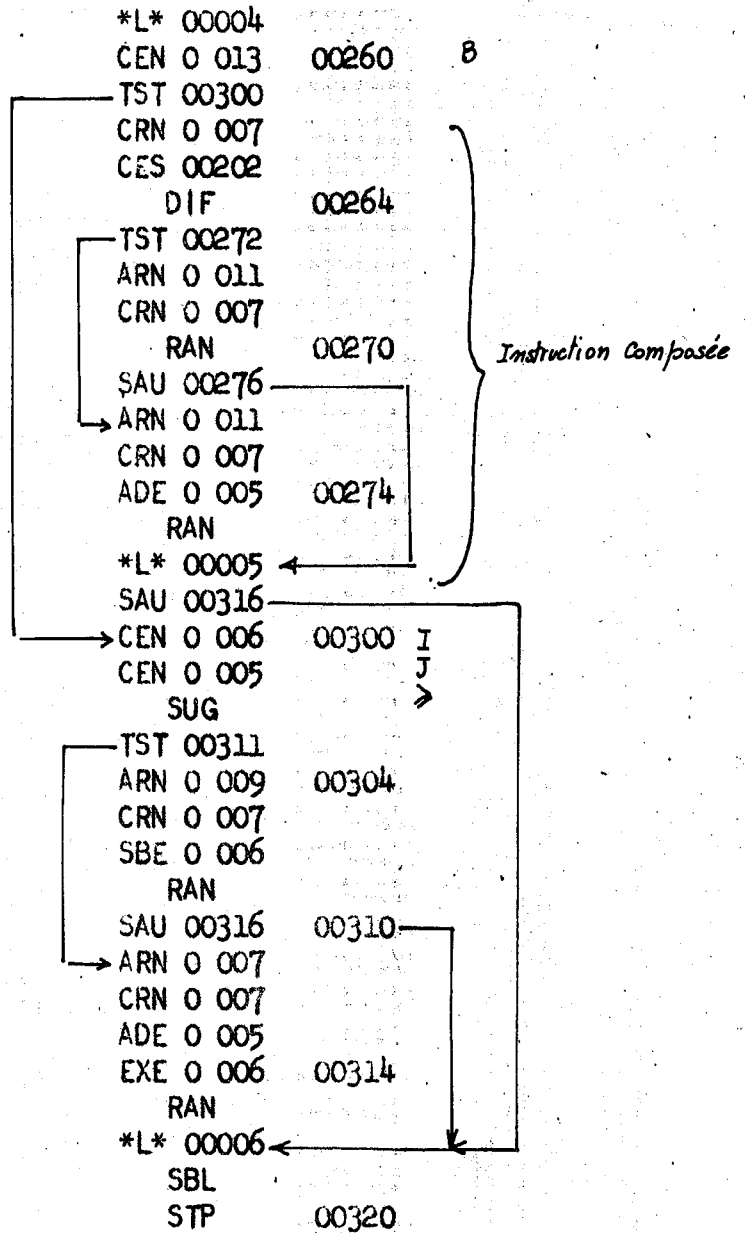 *L* 00004
CEN 0 013 00260 B
TST 00300
CRN 0 007
CES 00202
DIF 00264
TST 00272
ARN 0 011
CRN 0 007
RAN 00270 Instruction Composée
SAU 00276
ARN 0 011
CRN 0 007
ADE 0 005 00274
RAN
*L* 00005
SAU 00316
CEN 0 006 00300 I
CEN 0 005 J
SUG ⩾
TST 00311
ARN 0 009 00304
CRN 0 007
SBE 0 006
RAN
SAU 00316 00310
ARN 0 007
CRN 0 007
ADE 0 005
EXE 0 006 00314
RAN
*L* 00006
SBL
STP 00320